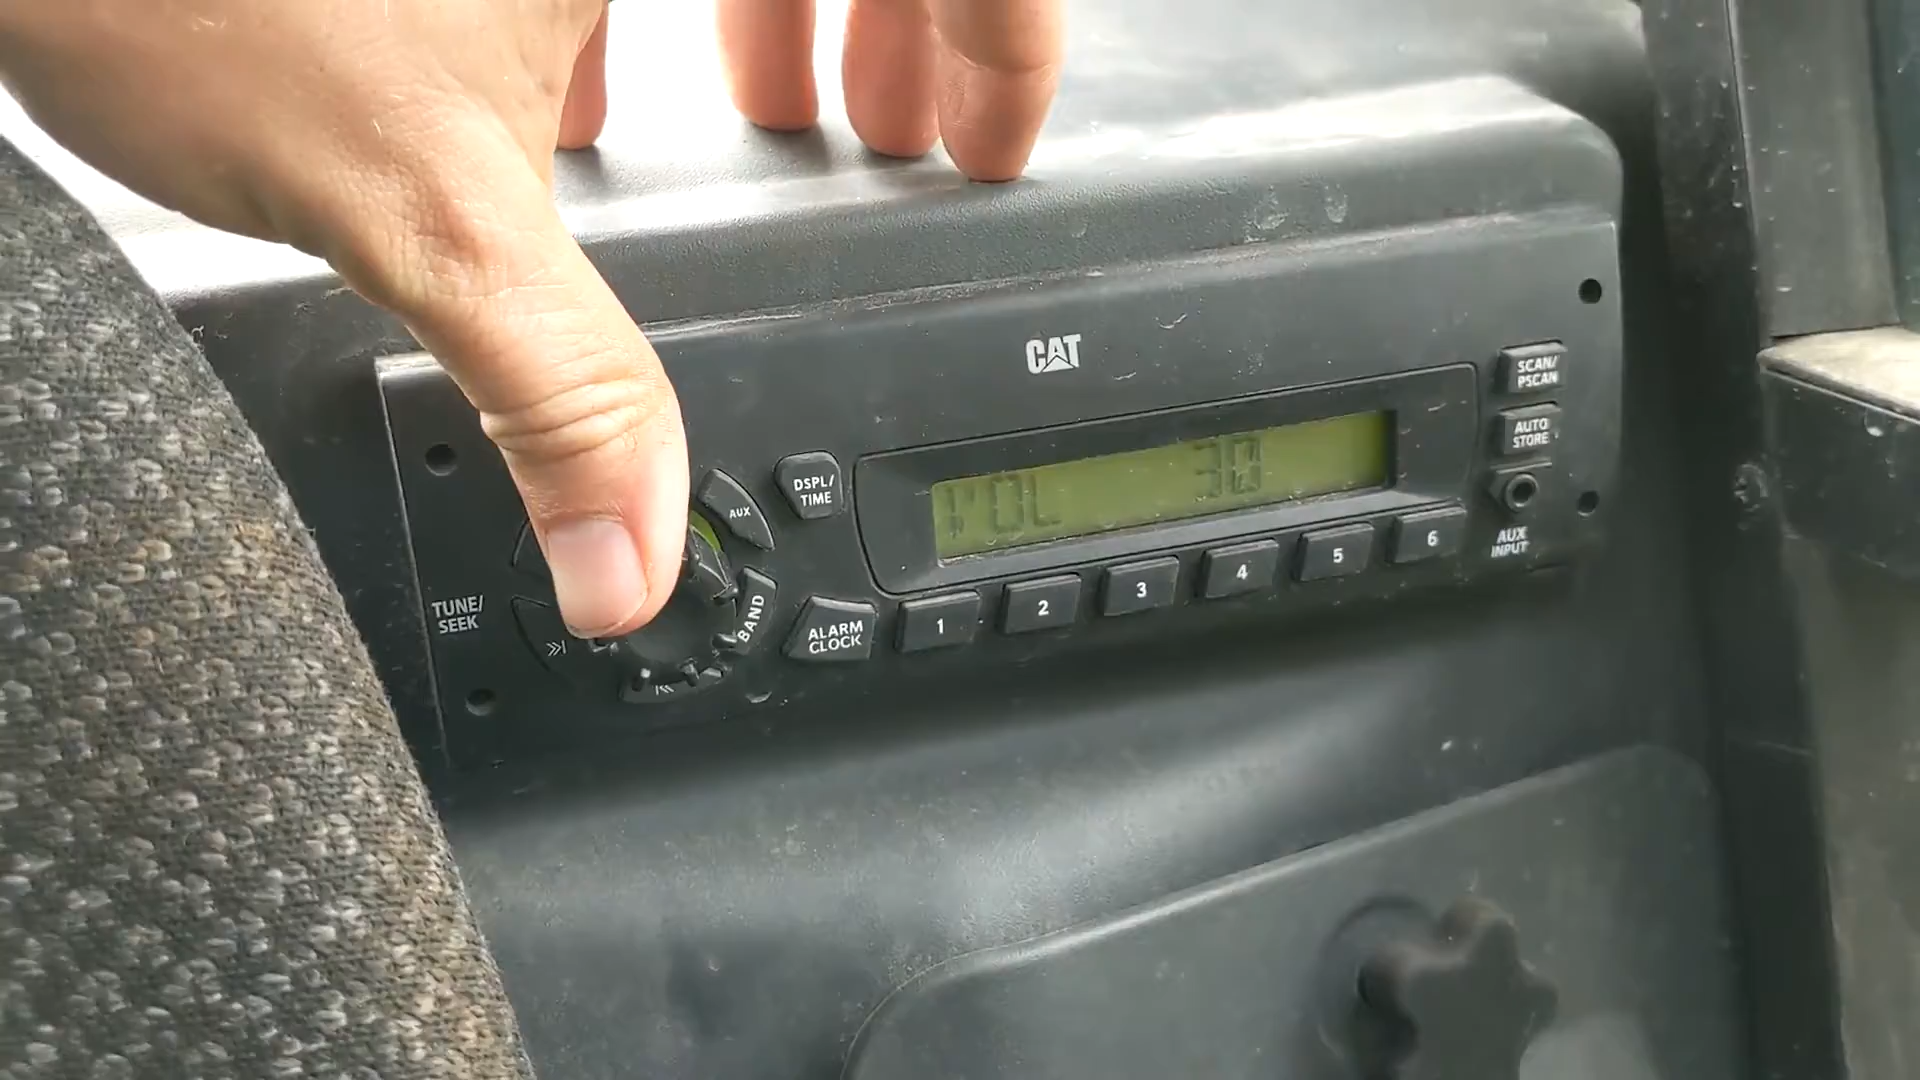 CAT
SCAN/
PSCAN
AUTO
STORE
DSPL/
TIME
AUX
VOL 30
AUX
INPUT
TUNE/
SEEK
BAND
ALARM
CLOCK
1
2
3
4
5
6